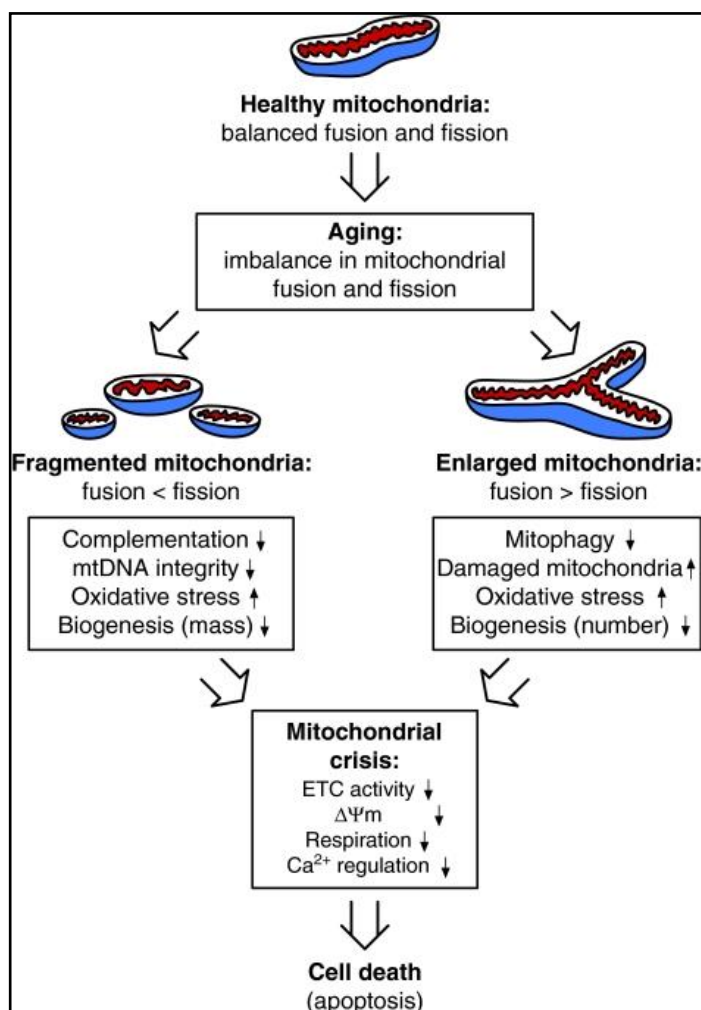 Healthy mitochondria:
balanced fusion and fission
Aging:
imbalance in mitochondrial
fusion and fission
Fragmented mitochondria:
fusion < fission
Complementation ↓
mtDNA integrity ↓
Oxidative stress ↑
Biogenesis (mass) ↓
Enlarged mitochondria:
fusion > fission
Mitophagy ↓
Damaged mitochondria ↑
Oxidative stress ↑
Biogenesis (number) ↓
Mitochondrial
crisis:
ETC activity ↓
ΔΨm ↓
Respiration ↓
Ca²⁺ regulation ↓
Cell death
(apoptosis)